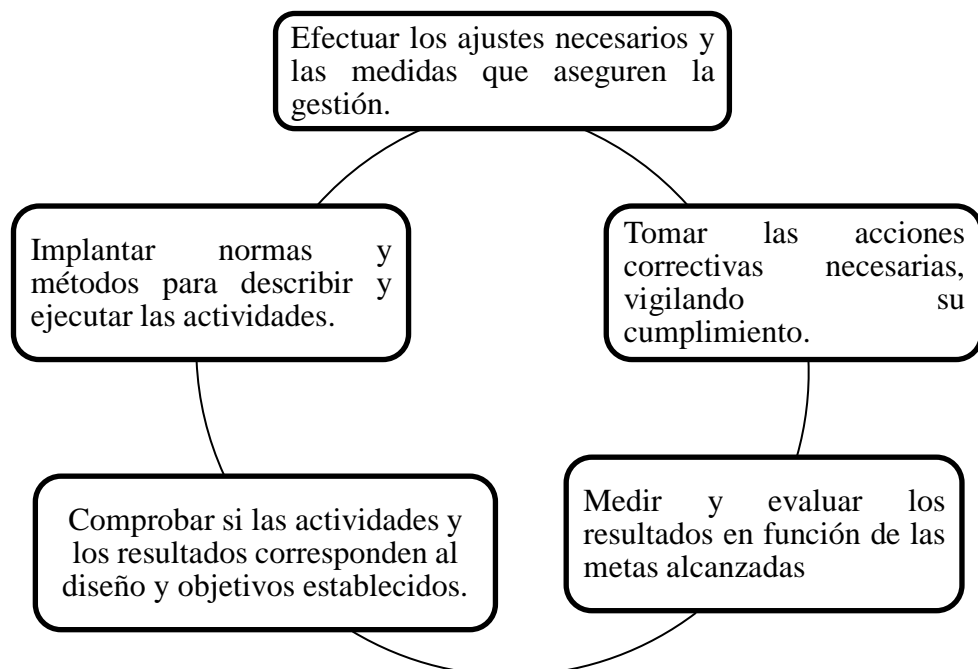 Efectuar los ajustes necesarios y
las medidas que aseguren la
gestión.
Implantar normas y
métodos para describir y
ejecutar las actividades.
Tomar las acciones
correctivas necesarias,
vigilando su
cumplimiento.
Comprobar si las actividades y
los resultados corresponden al
diseño y objetivos establecidos.
Medir y evaluar los
resultados en función de las
metas alcanzadas